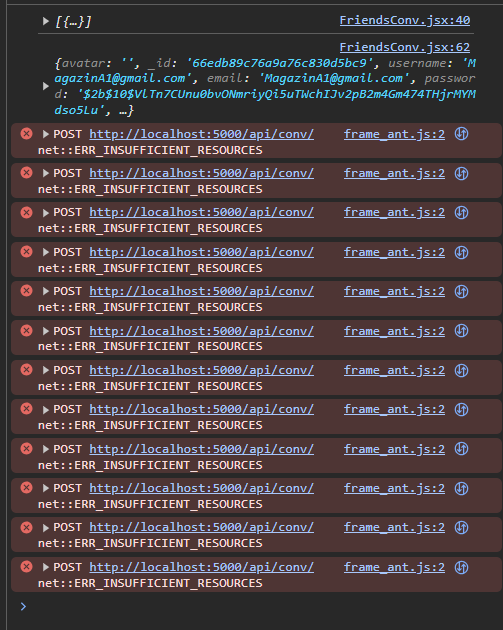 [{…}] FriendsConv.jsx:40
FriendsConv.jsx:62
{avatar: '', _id: '66edb89c76a9a76c830d5bc9', username: 'M
agazinA1@gmail.com', email: 'MagazinA1@gmail.com', passwor
d: '$2b$10$VlTn7CUnu0bvONmriyQi5uTWchIJv2pB2m4Gm474THjrMYM
dso5Lu', …}
POST http://localhost:5000/api/conv/ frame_ant.js:2
net::ERR_INSUFFICIENT_RESOURCES
POST http://localhost:5000/api/conv/ frame_ant.js:2
net::ERR_INSUFFICIENT_RESOURCES
POST http://localhost:5000/api/conv/ frame_ant.js:2
net::ERR_INSUFFICIENT_RESOURCES
POST http://localhost:5000/api/conv/ frame_ant.js:2
net::ERR_INSUFFICIENT_RESOURCES
POST http://localhost:5000/api/conv/ frame_ant.js:2
net::ERR_INSUFFICIENT_RESOURCES
POST http://localhost:5000/api/conv/ frame_ant.js:2
net::ERR_INSUFFICIENT_RESOURCES
POST http://localhost:5000/api/conv/ frame_ant.js:2
net::ERR_INSUFFICIENT_RESOURCES
POST http://localhost:5000/api/conv/ frame_ant.js:2
net::ERR_INSUFFICIENT_RESOURCES
POST http://localhost:5000/api/conv/ frame_ant.js:2
net::ERR_INSUFFICIENT_RESOURCES
POST http://localhost:5000/api/conv/ frame_ant.js:2
net::ERR_INSUFFICIENT_RESOURCES
POST http://localhost:5000/api/conv/ frame_ant.js:2
net::ERR_INSUFFICIENT_RESOURCES
POST http://localhost:5000/api/conv/ frame_ant.js:2
net::ERR_INSUFFICIENT_RESOURCES